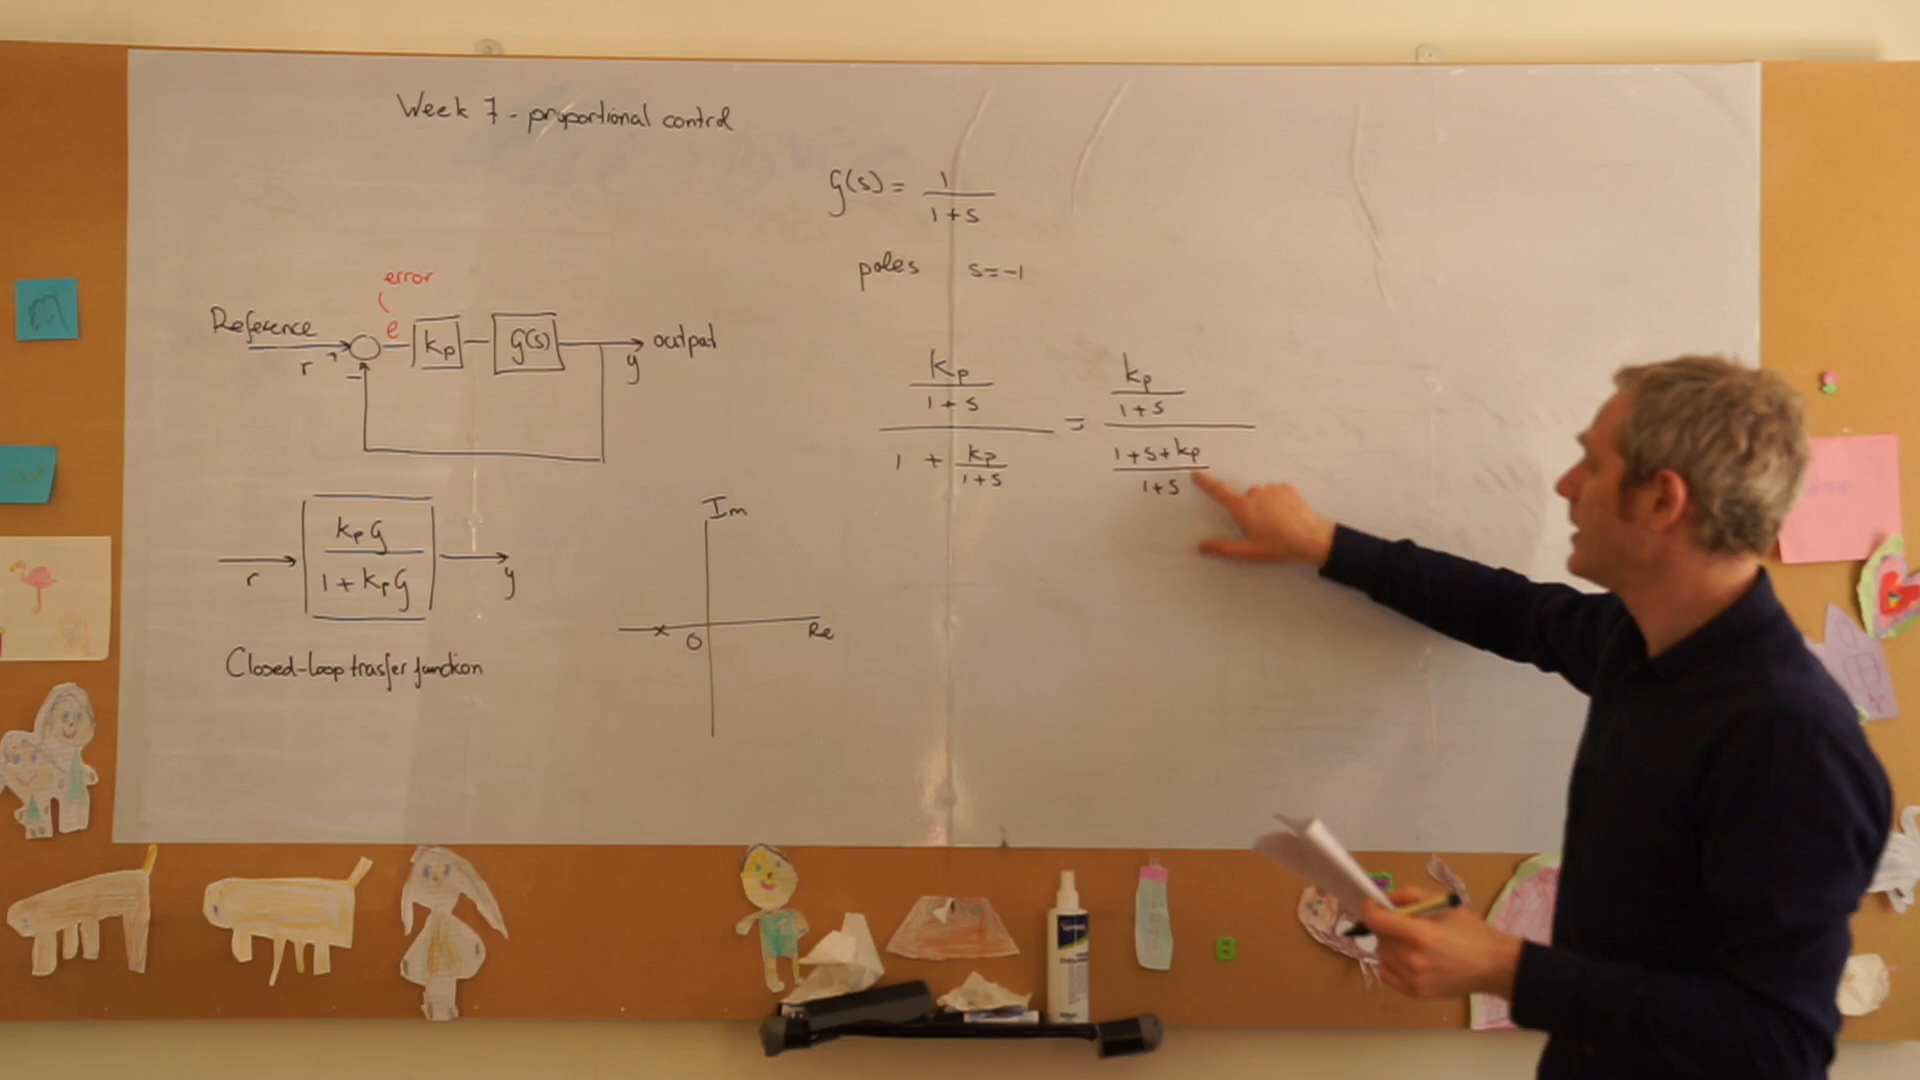 Week 7 - proportional control
G(s) = 1 / 1+s
poles s=-1
error
Reference r + - e kp G(s) y output
kp / 1+s / 1 + kp / 1+s = kp / 1+s / 1+s+kp / 1+s
r kpG / 1+kpG y
Closed-loop trasfer function
Im
O Re
B